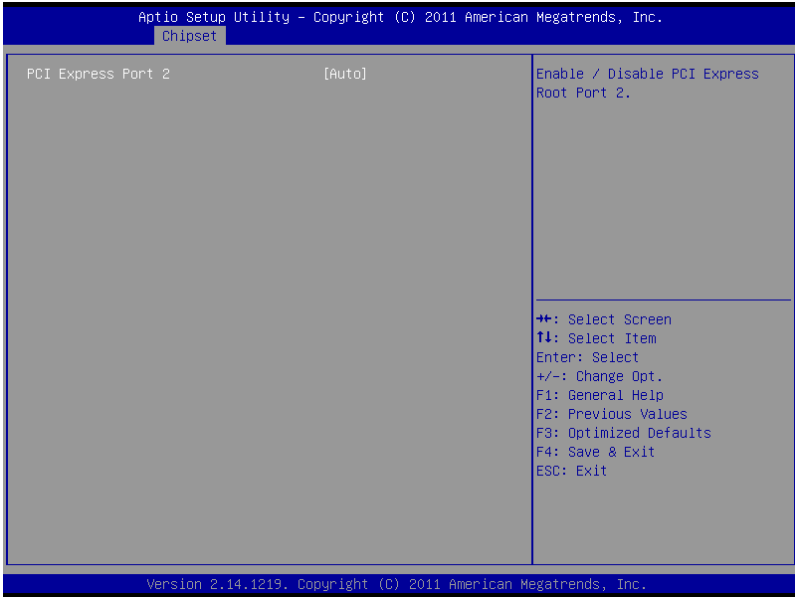 Aptio Setup Utility – Copyright (C) 2011 American Megatrends, Inc.
Chipset
PCI Express Port 2 [Auto]
Enable / Disable PCI Express
Root Port 2.
→←: Select Screen
↑↓: Select Item
Enter: Select
+/-: Change Opt.
F1: General Help
F2: Previous Values
F3: Optimized Defaults
F4: Save & Exit
ESC: Exit
Version 2.14.1219. Copyright (C) 2011 American Megatrends, Inc.